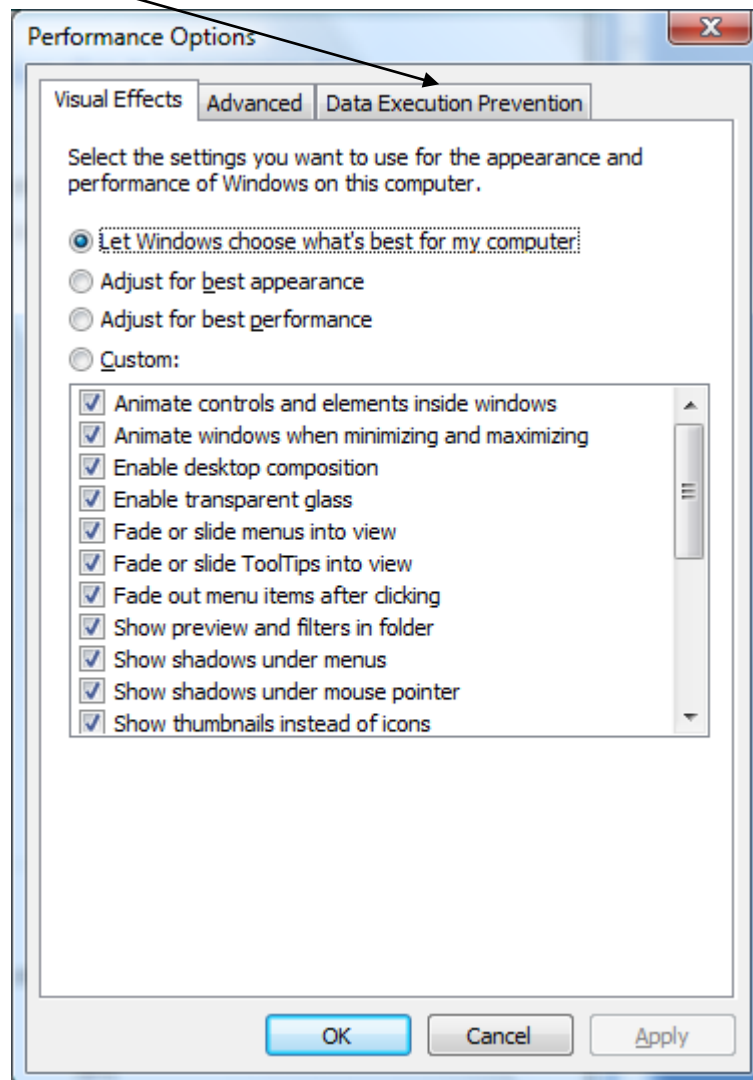 Performance Options
Visual Effects
Advanced
Data Execution Prevention
Select the settings you want to use for the appearance and
performance of Windows on this computer.
Let Windows choose what's best for my computer
Adjust for best appearance
Adjust for best performance
Custom:
Animate controls and elements inside windows
Animate windows when minimizing and maximizing
Enable desktop composition
Enable transparent glass
Fade or slide menus into view
Fade or slide ToolTips into view
Fade out menu items after clicking
Show preview and filters in folder
Show shadows under menus
Show shadows under mouse pointer
Show thumbnails instead of icons
OK
Cancel
Apply